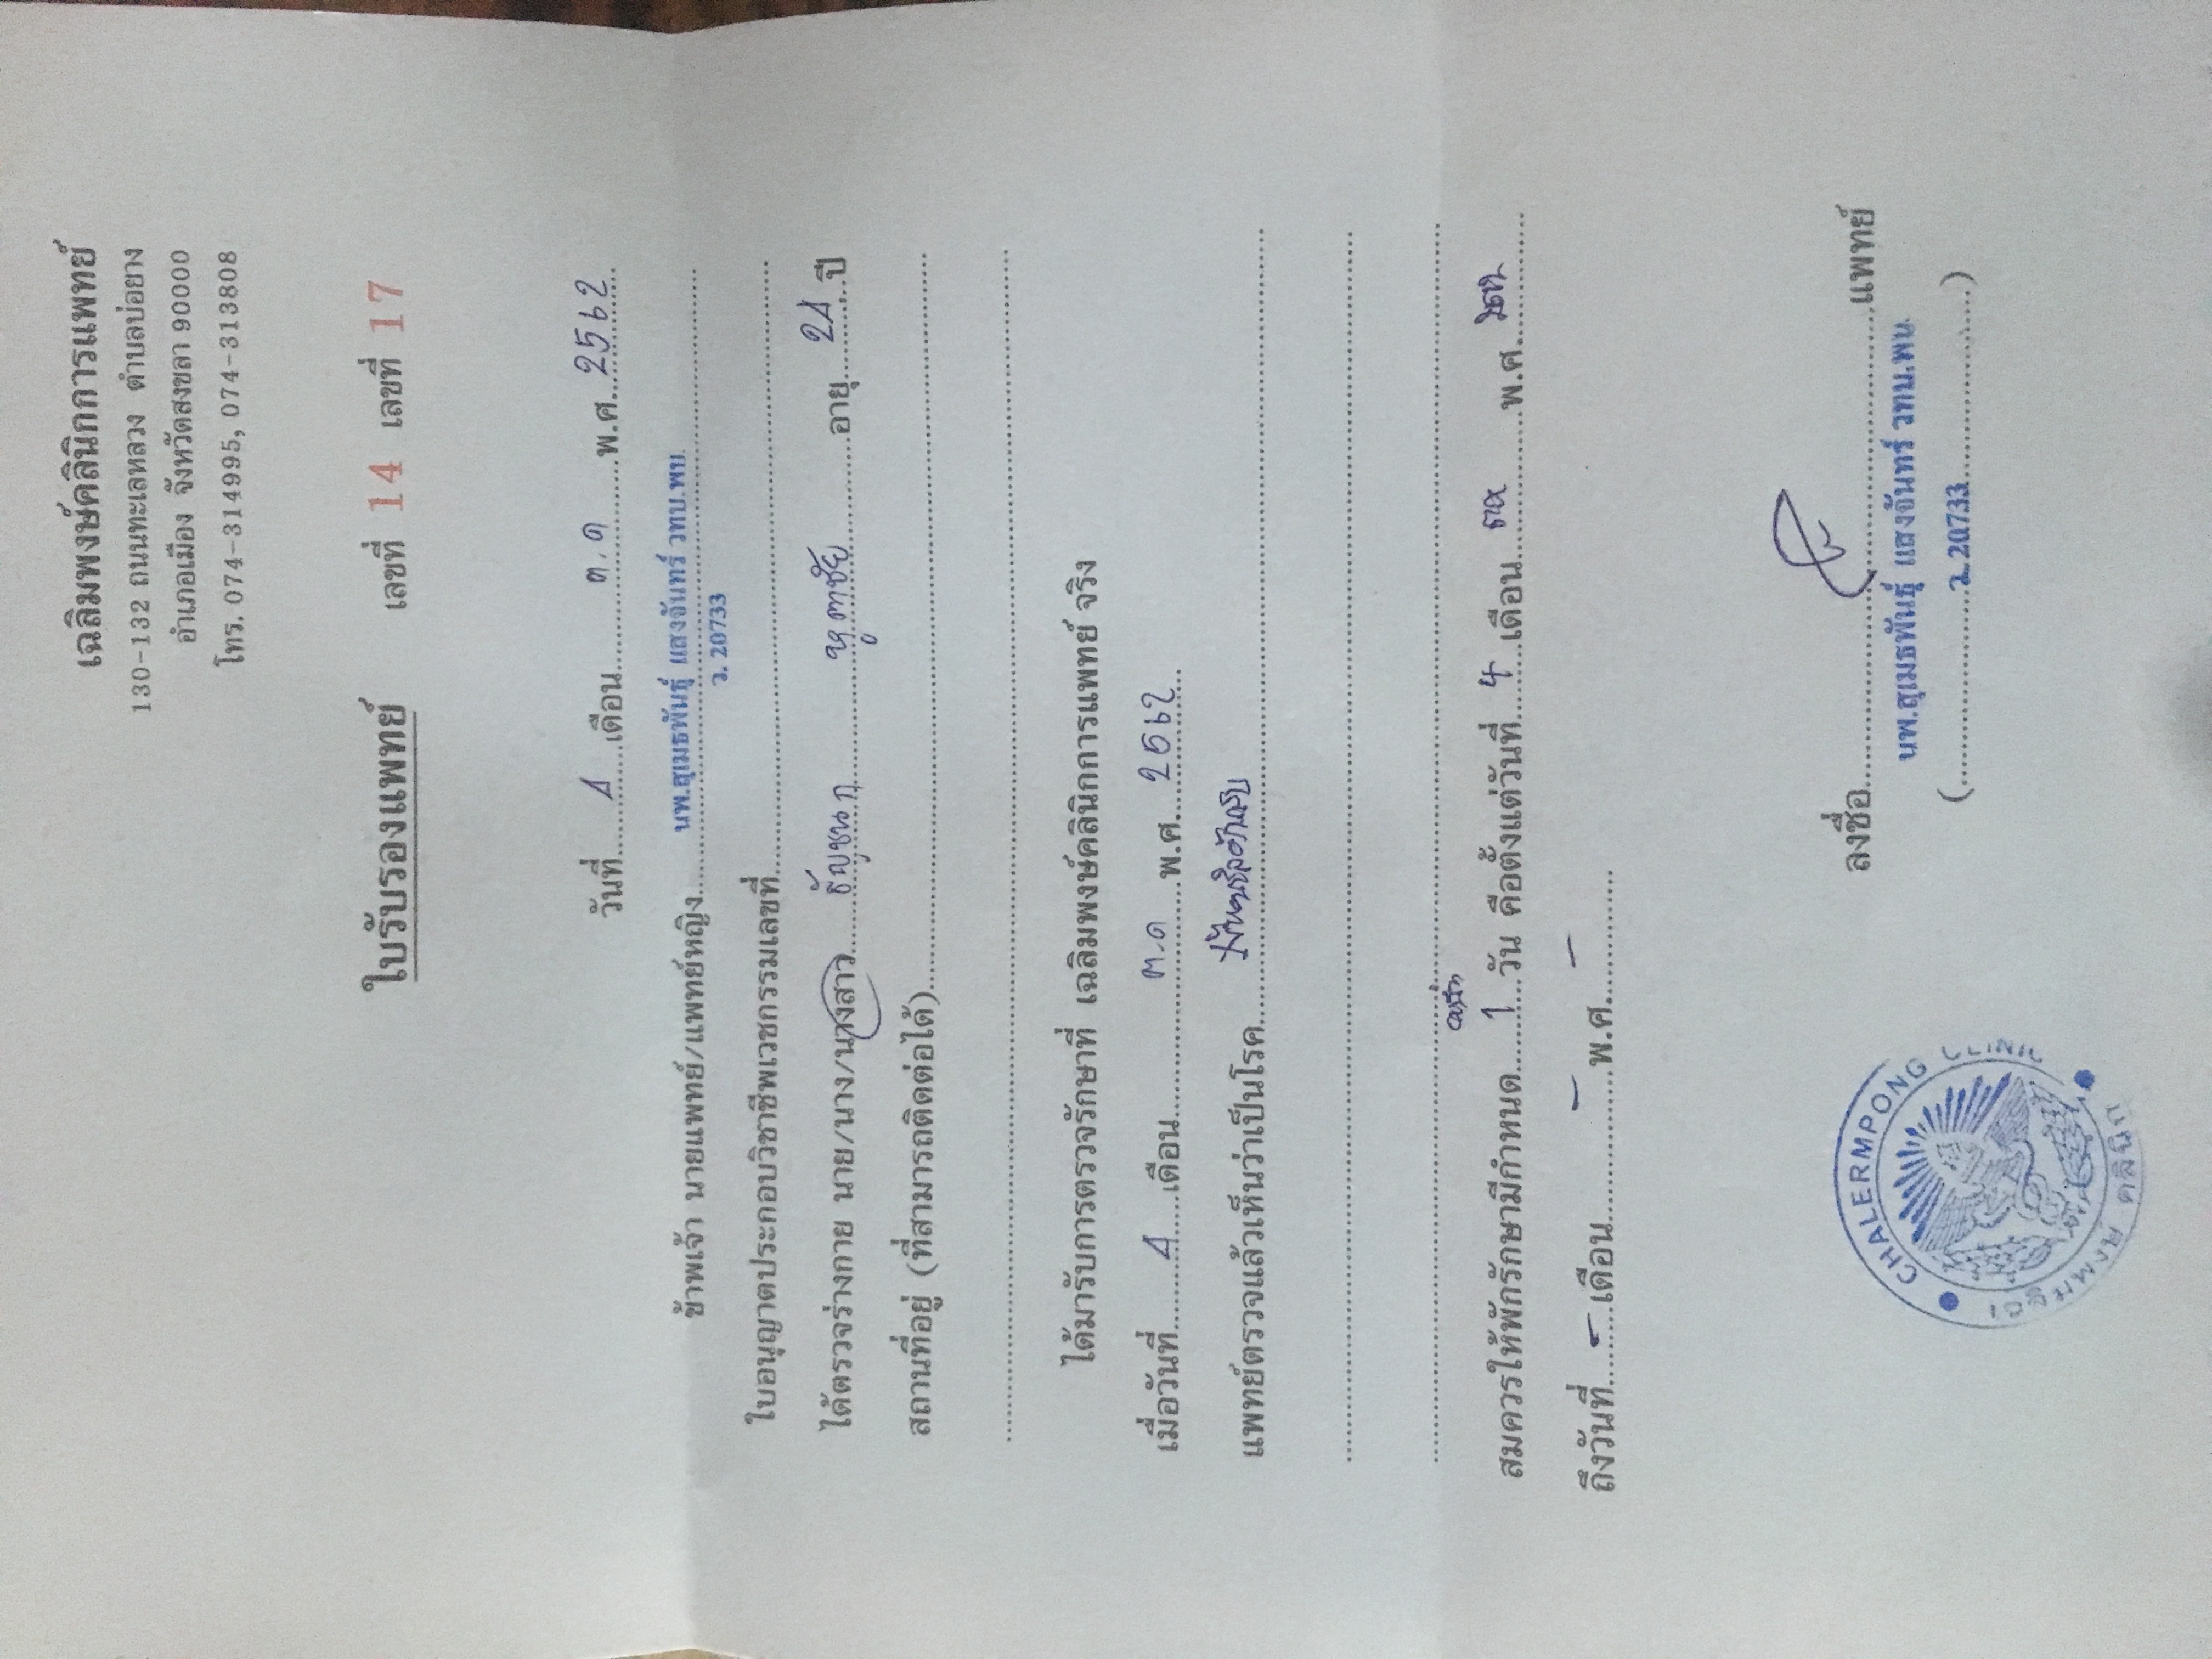 เฉลิมพงษ์คลินิกการแพทย์
130-132 ถนนทะเลหลวง ตำบลบ่อยาง
อำเภอเมือง จังหวัดสงขลา 90000
โทร. 074-314995, 074-313808
ใบรับรองแพทย์ เลขที่ 14 เลขที่ 17
วันที่ 4 เดือน ต.ค พ.ศ. 2562
ข้าพเจ้า นายแพทย์/แพทย์หญิง นพ.สุเมธพันธุ์ แสงจันทร์ วทบ.พบ.
ว. 20733
ใบอนุญาตประกอบวิชาชีพเวชกรรมเลขที่
ได้ตรวจร่างกาย นาย/นาง/นางสาว ธัญชนก หูตาชัย อายุ 24 ปี
สถานที่อยู่ (ที่สามารถติดต่อได้)
ได้มารับการตรวจรักษาที่ เฉลิมพงษ์คลินิกการแพทย์ จริง
เมื่อวันที่ 4 เดือน ต.ค พ.ศ. 2562
แพทย์ตรวจแล้วเห็นว่าเป็นโรค
สมควรให้พักรักษามีกำหนด 1 วัน คือตั้งแต่วันที่ 4 เดือน ตค พ.ศ. 2562
ถึงวันที่ - เดือน - พ.ศ. -
ลงชื่อ แพทย์
นพ.สุเมธพันธุ์ แสงจันทร์ วทบ.พบ.
( ว. 20733 )
CHALERMPONG CLINIC
เฉลิมพงษ์ คลินิก